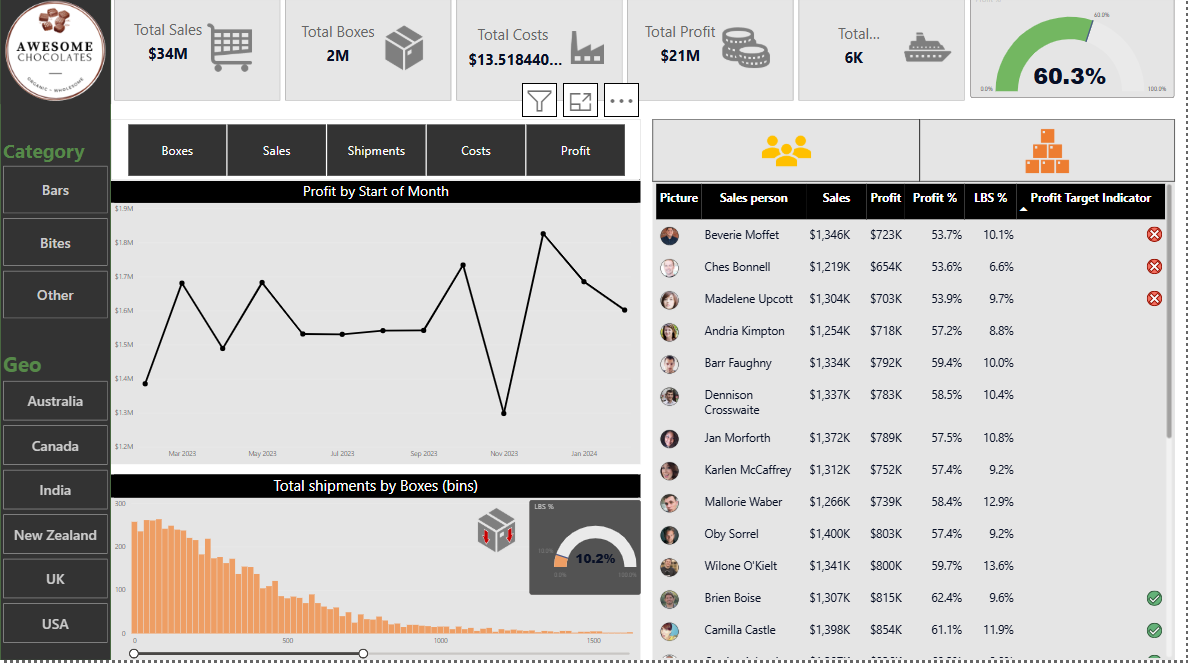 AWESOME
CHOCOLATES
ORGANIC • WHOLESOME
Total Sales
$34M
Total Boxes
2M
Total Costs
$13.518440...
Total Profit
$21M
Total...
6K
60.0%
60.3%
0.0%
100.0%
Category
Bars
Bites
Other
Geo
Australia
Canada
India
New Zealand
UK
USA
Boxes
Sales
Shipments
Costs
Profit
Profit by Start of Month
$1.9M
$1.8M
$1.7M
$1.6M
$1.5M
$1.4M
$1.3M
$1.2M
Mar 2023
May 2023
Jul 2023
Sep 2023
Nov 2023
Jan 2024
Total shipments by Boxes (bins)
300
200
100
0
0
500
1000
1500
LBS %
10.0%
10.2%
0.0%
100.0%
Picture Sales person Sales Profit Profit % LBS % Profit Target Indicator
Beverie Moffet $1,346K $723K 53.7% 10.1%
Ches Bonnell $1,219K $654K 53.6% 6.6%
Madelene Upcott $1,304K $703K 53.9% 9.7%
Andria Kimpton $1,254K $718K 57.2% 8.8%
Barr Faughny $1,334K $792K 59.4% 10.0%
Dennison $1,337K $783K 58.5% 10.4%
Crosswaite
Jan Morforth $1,372K $789K 57.5% 10.8%
Karlen McCaffrey $1,312K $752K 57.4% 9.2%
Mallorie Waber $1,266K $739K 58.4% 12.9%
Oby Sorrel $1,400K $803K 57.4% 9.2%
Wilone O'Kielt $1,341K $800K 59.7% 13.6%
Brien Boise $1,307K $815K 62.4% 9.6%
Camilla Castle $1,398K $854K 61.1% 11.9%